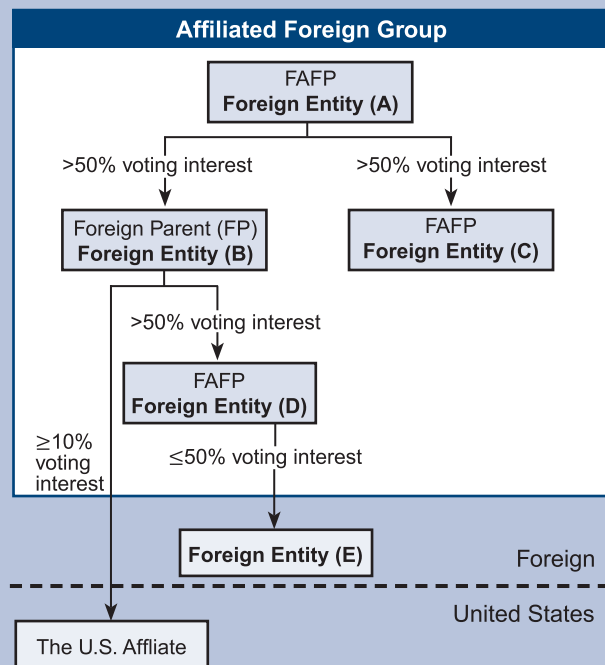 Affiliated Foreign Group
FAFP
Foreign Entity (A)
>50% voting interest
>50% voting interest
Foreign Parent (FP)
Foreign Entity (B)
FAFP
Foreign Entity (C)
>50% voting interest
FAFP
Foreign Entity (D)
≥10%
voting
interest
≤50% voting interest
Foreign Entity (E)
Foreign
United States
The U.S. Affliate